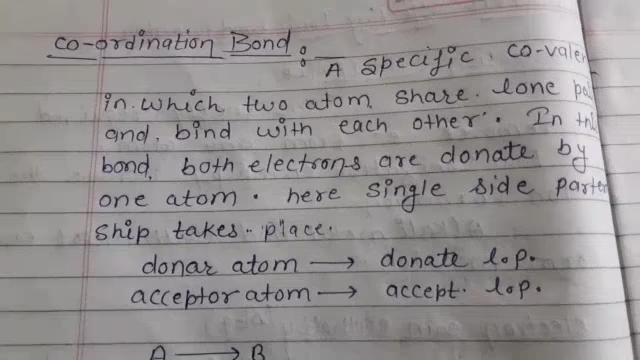 Co-ordination Bond :
A specific co-valen
in which two atom share lone pai
and bind with each other. In thi
bond, both electrons are donate by
one atom. here single side parter
ship takes place.
donar atom → donate l.p.
acceptor atom → accept l.p.
A → B